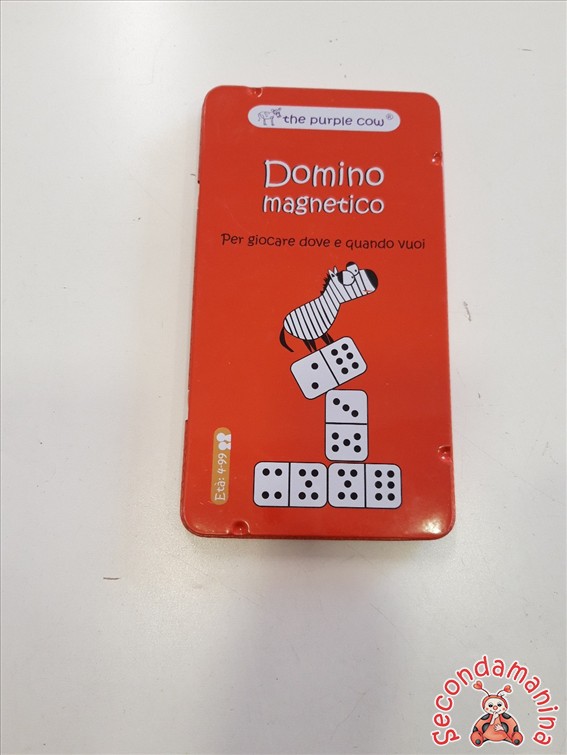 the purple cow®
Domino
magnetico
Per giocare dove e quando vuoi
Età: 4-99
Secondamanina